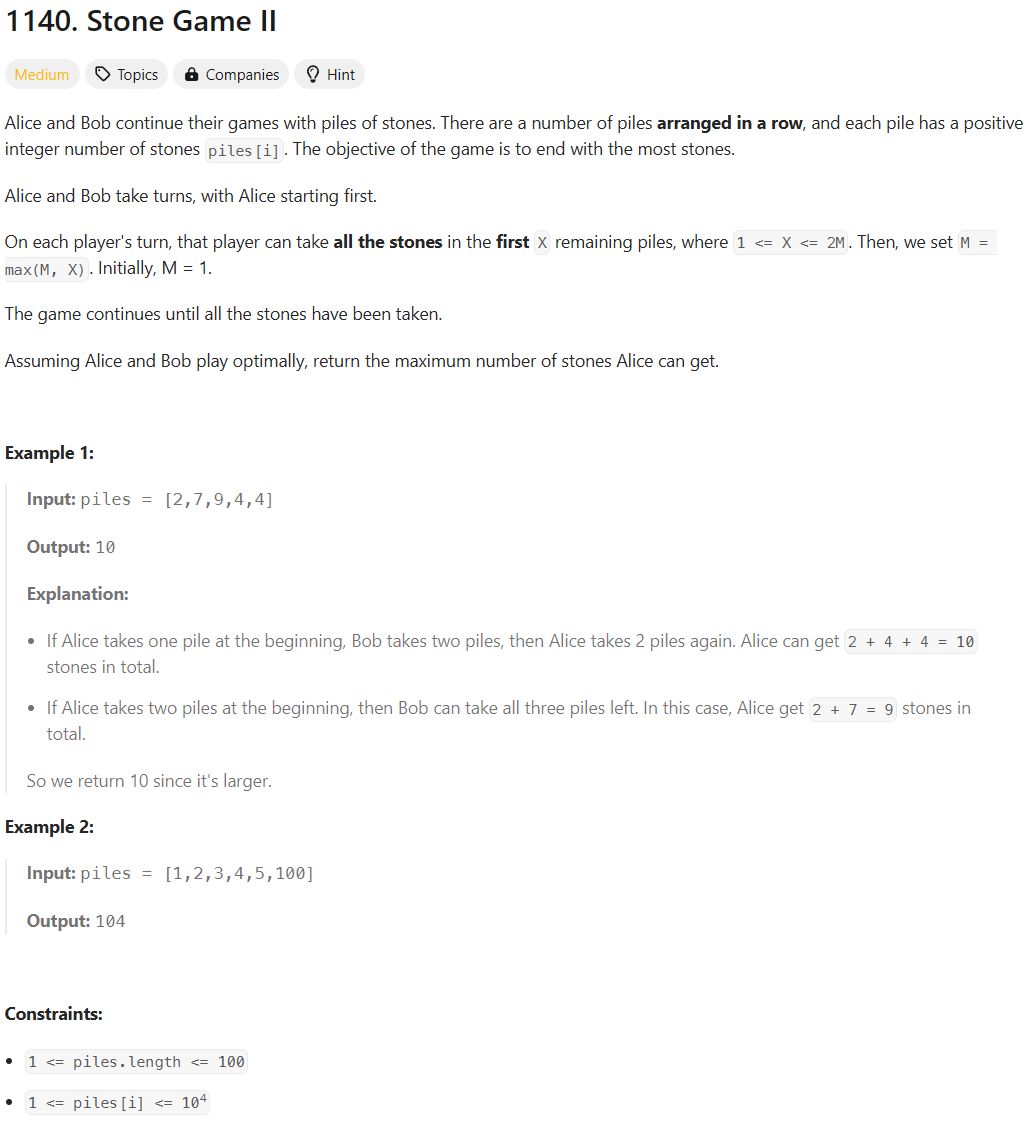 1140. Stone Game II
Medium Topics Companies Hint
Alice and Bob continue their games with piles of stones. There are a number of piles arranged in a row, and each pile has a positive
integer number of stones piles[i]. The objective of the game is to end with the most stones.
Alice and Bob take turns, with Alice starting first.
On each player's turn, that player can take all the stones in the first X remaining piles, where 1 <= X <= 2M. Then, we set M =
max(M, X). Initially, M = 1.
The game continues until all the stones have been taken.
Assuming Alice and Bob play optimally, return the maximum number of stones Alice can get.
Example 1:
Input: piles = [2,7,9,4,4]
Output: 10
Explanation:
• If Alice takes one pile at the beginning, Bob takes two piles, then Alice takes 2 piles again. Alice can get 2 + 4 + 4 = 10
stones in total.
• If Alice takes two piles at the beginning, then Bob can take all three piles left. In this case, Alice get 2 + 7 = 9 stones in
total.
So we return 10 since it's larger.
Example 2:
Input: piles = [1,2,3,4,5,100]
Output: 104
Constraints:
• 1 <= piles.length <= 100
• 1 <= piles[i] <= 10⁴